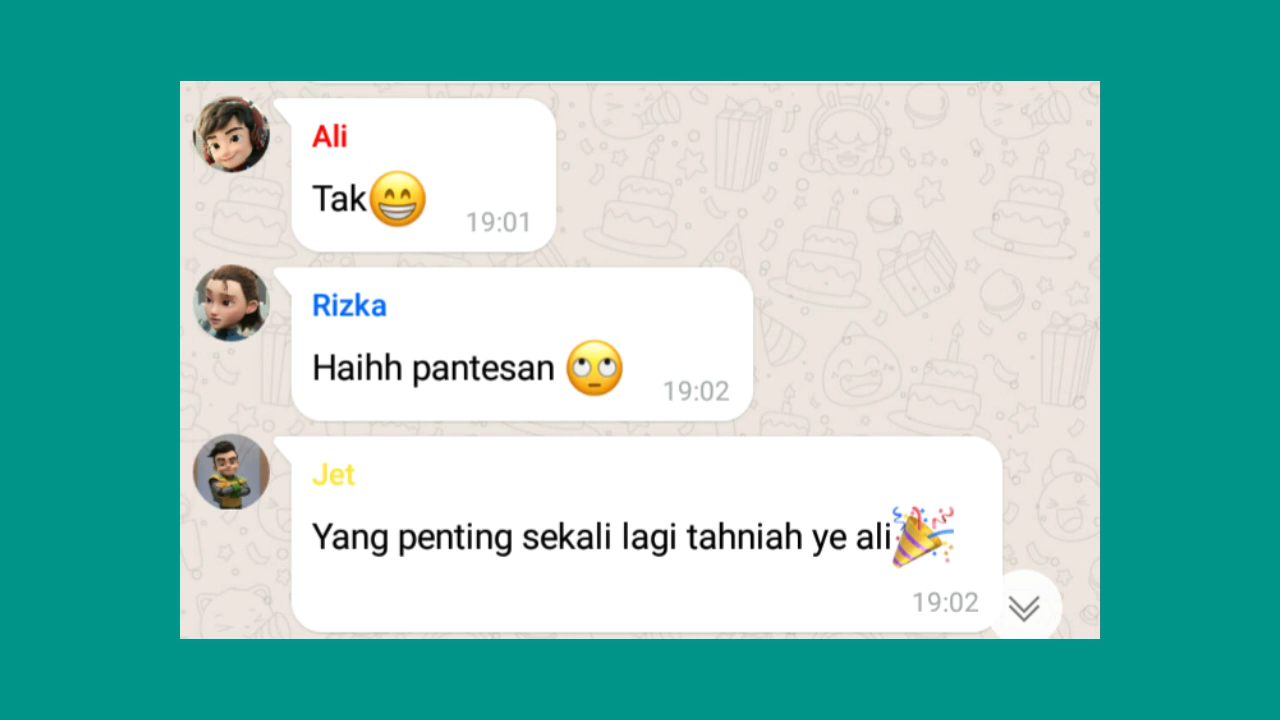 Ali
Tak😁
19:01
Rizka
Haihh pantesan 🙄
19:02
Jet
Yang penting sekali lagi tahniah ye ali🎉
19:02